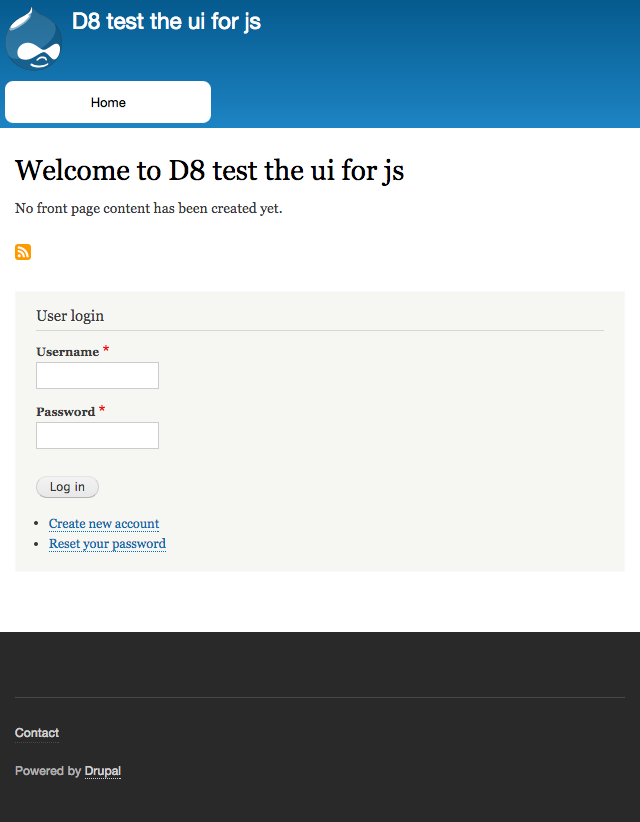 D8 test the ui for js
Home
Welcome to D8 test the ui for js
No front page content has been created yet.
User login
Username *
Password *
Log in
Create new account
Reset your password
Contact
Powered by Drupal